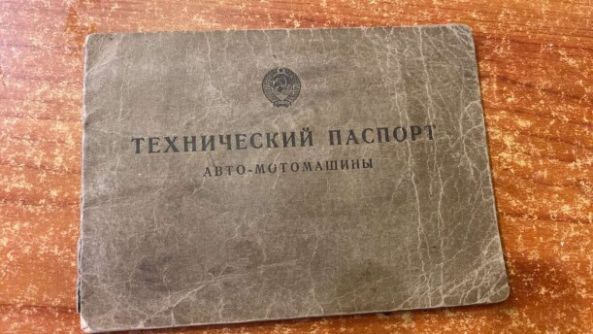 ТЕХНИЧЕСКИЙ ПАСПОРТ
АВТО-МОТОМАШИНЫ